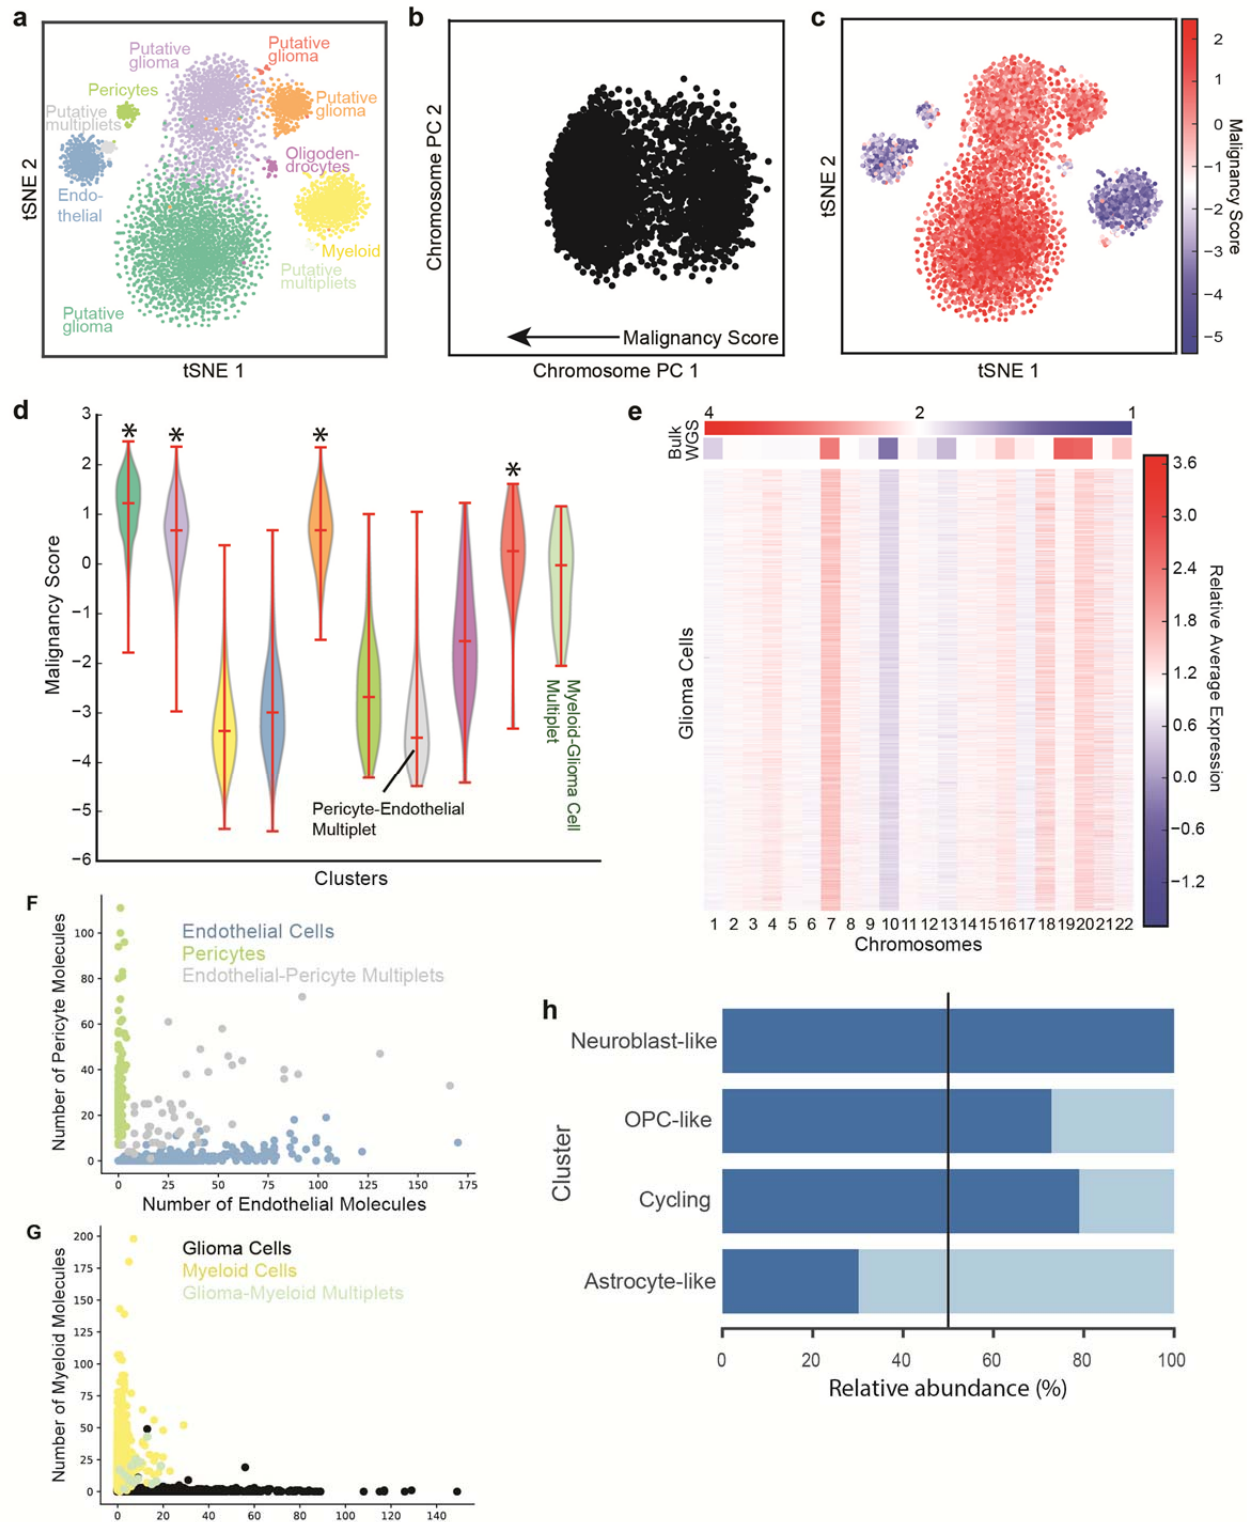 a
Putative
glioma
Putative
glioma
Pericytes
Putative
glioma
Putative
multipliets
Oligoden-
drocytes
Endo-
thelial
Myeloid
Putative
multipliets
Putative
glioma
tSNE 2
tSNE 1
b
Chromosome PC 2
Malignancy Score
Chromosome PC 1
c
tSNE 2
tSNE 1
2
1
0
−1
−2
−3
−4
−5
Malignancy Score
d
3
2
1
0
−1
−2
−3
−4
−5
−6
Malignancy Score
* * * *
Pericyte-Endothelial
Multiplet
Myeloid-Glioma Cell
Multiplet
Clusters
e
4 2 1
Bulk
WGS
Glioma Cells
1 2 3 4 5 6 7 8 9 10 11 12 13 14 15 16 17 18 19 20 21 22
Chromosomes
3.6
3.0
2.4
1.8
1.2
0.6
0.0
−0.6
−1.2
Relative Average Expression
F
Endothelial Cells
Pericytes
Endothelial-Pericyte Multiplets
Number of Pericyte Molecules
100
80
60
40
20
0
0 25 50 75 100 125 150 175
Number of Endothelial Molecules
G
Glioma Cells
Myeloid Cells
Glioma-Myeloid Multiplets
Number of Myeloid Molecules
200
175
150
125
100
75
50
25
0
0 20 40 60 80 100 120 140
h
Cluster
Neuroblast-like
OPC-like
Cycling
Astrocyte-like
0 20 40 60 80 100
Relative abundance (%)